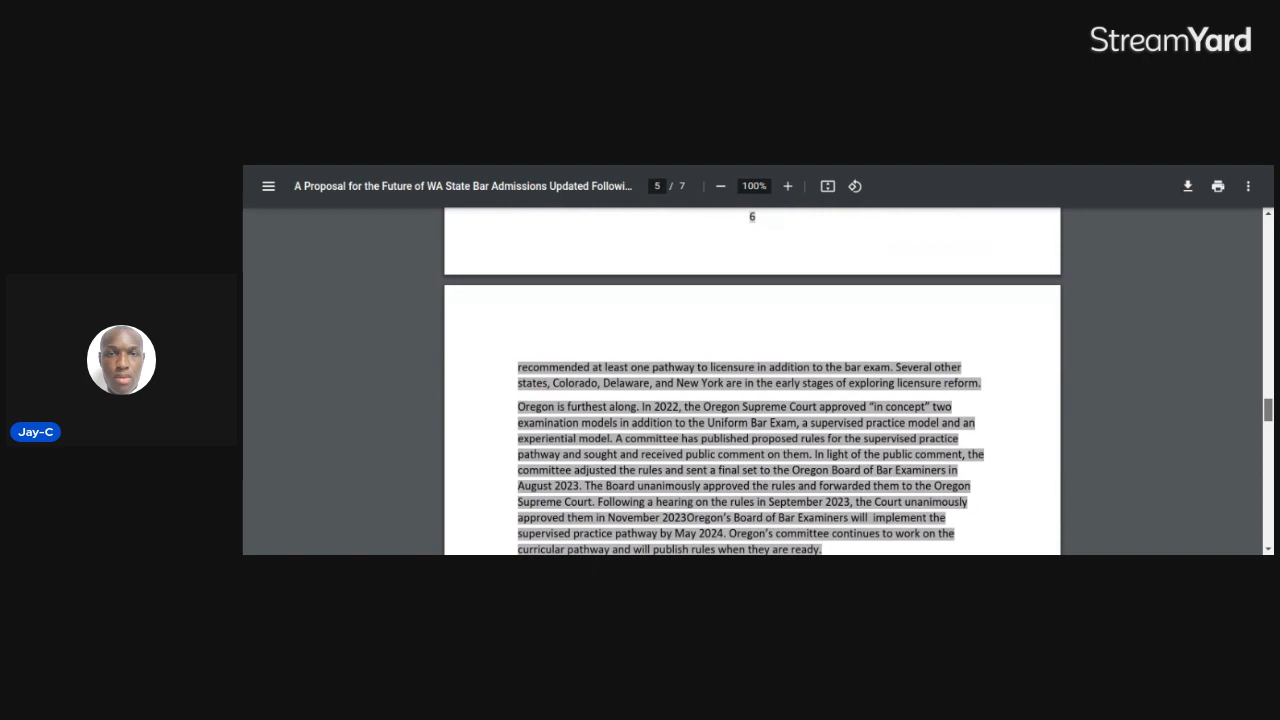 StreamYard
A Proposal for the Future of WA State Bar Admissions Updated Followi...
5 / 7
100%
6
recommended at least one pathway to licensure in addition to the bar exam. Several other
states, Colorado, Delaware, and New York are in the early stages of exploring licensure reform.
Oregon is furthest along. In 2022, the Oregon Supreme Court approved “in concept” two
examination models in addition to the Uniform Bar Exam, a supervised practice model and an
experiential model. A committee has published proposed rules for the supervised practice
pathway and sought and received public comment on them. In light of the public comment, the
committee adjusted the rules and sent a final set to the Oregon Board of Bar Examiners in
August 2023. The Board unanimously approved the rules and forwarded them to the Oregon
Supreme Court. Following a hearing on the rules in September 2023, the Court unanimously
approved them in November 2023Oregon’s Board of Bar Examiners will implement the
supervised practice pathway by May 2024. Oregon’s committee continues to work on the
curricular pathway and will publish rules when they are ready.
Jay-C